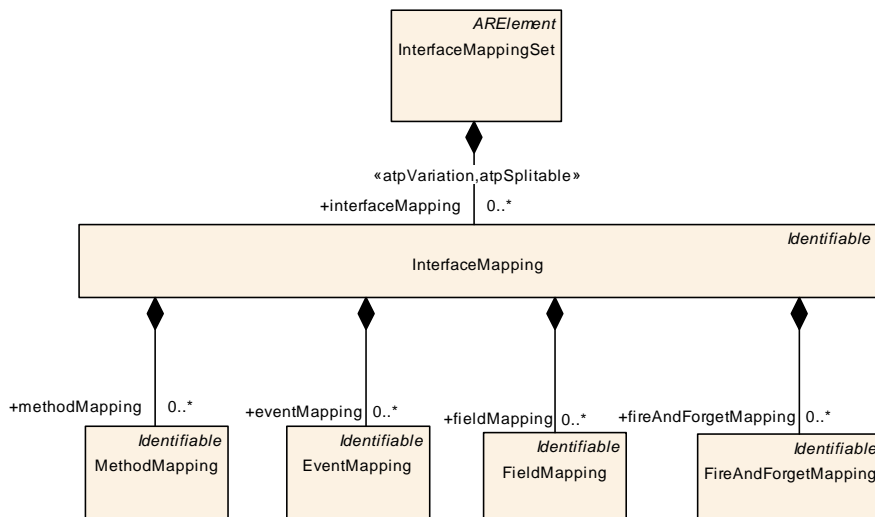 ARElement
InterfaceMappingSet
«atpVariation,atpSplitable»
+interfaceMapping 0..*
Identifiable
InterfaceMapping
+methodMapping 0..*
+eventMapping 0..*
+fieldMapping 0..*
+fireAndForgetMapping 0..*
Identifiable
MethodMapping
Identifiable
EventMapping
Identifiable
FieldMapping
Identifiable
FireAndForgetMapping